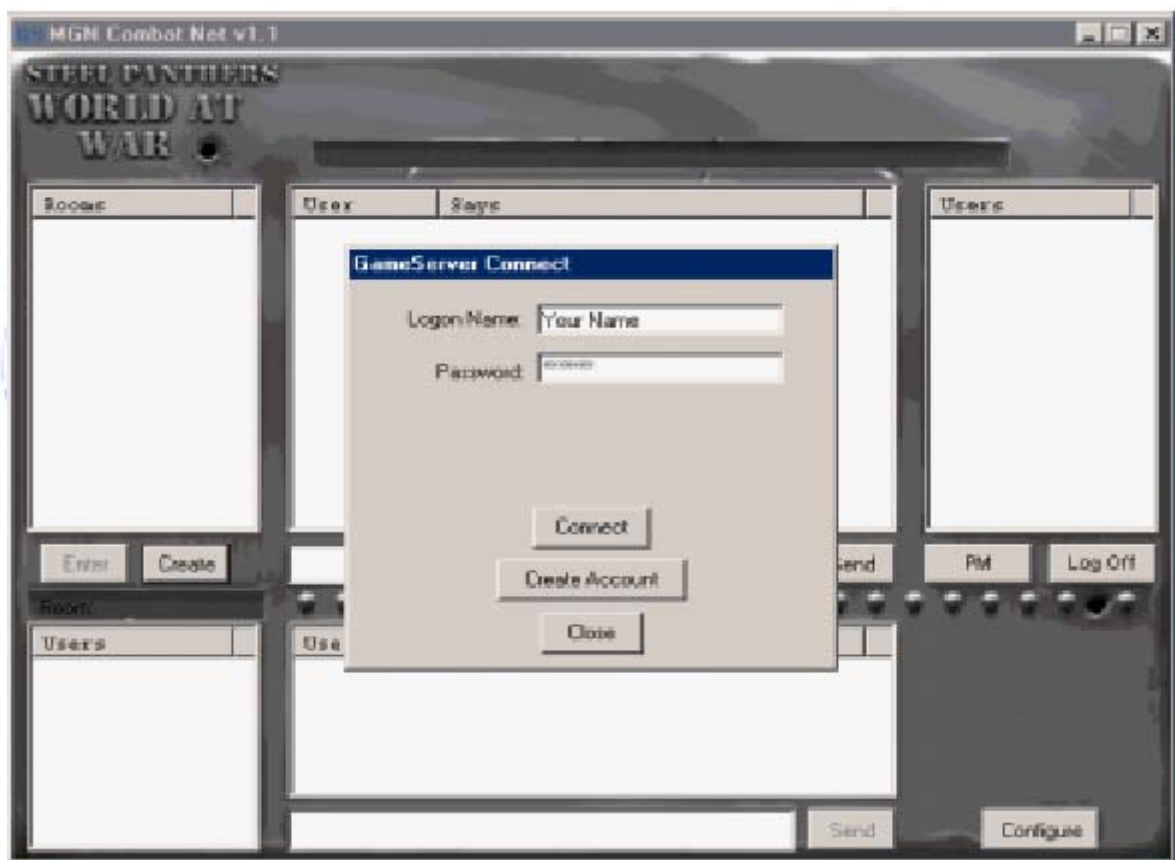 MGN Combat Net v1.1
STEEL PANTHERS
WORLD AT
WAR
Rooms
User Says
Users
GameServer Connect
Logon Name: Your Name
Password: ******
Connect
Create Account
Close
Enter Create
Send
PM Log Off
Room:
Users
Use
Send
Configure